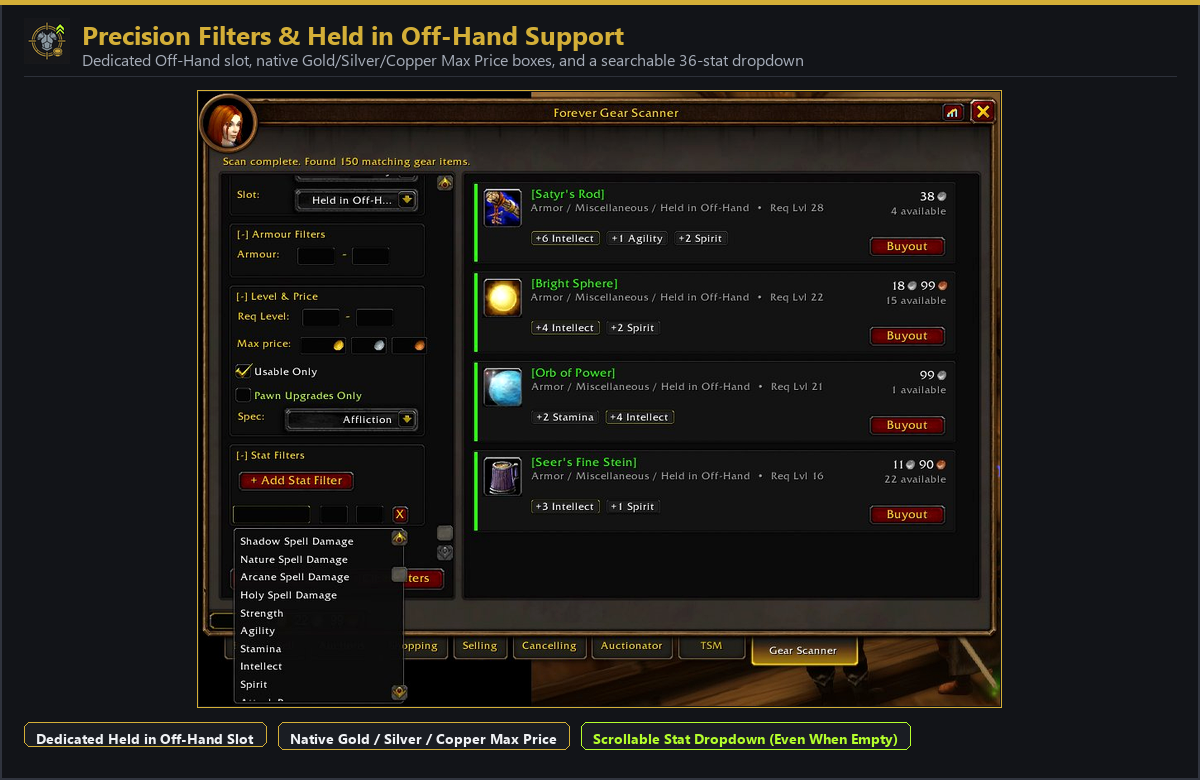 Precision Filters & Held in Off-Hand Support
Dedicated Off-Hand slot, native Gold/Silver/Copper Max Price boxes, and a searchable 36-stat dropdown
Forever Gear Scanner
Scan complete. Found 150 matching gear items.
Slot:
Held in Off-H...
[-] Armour Filters
Armour:
-
[-] Level & Price
Req Level:
-
Max price:
Usable Only
Pawn Upgrades Only
Spec:
Affliction
[-] Stat Filters
+ Add Stat Filter
X
Shadow Spell Damage
Nature Spell Damage
Arcane Spell Damage
Holy Spell Damage
Strength
Agility
Stamina
Intellect
Spirit
[Satyr's Rod]
Armor / Miscellaneous / Held in Off-Hand • Req Lvl 28
+6 Intellect +1 Agility +2 Spirit
38
4 available
Buyout
[Bright Sphere]
Armor / Miscellaneous / Held in Off-Hand • Req Lvl 22
+4 Intellect +2 Spirit
18 99
15 available
Buyout
[Orb of Power]
Armor / Miscellaneous / Held in Off-Hand • Req Lvl 21
+2 Stamina +4 Intellect
99
1 available
Buyout
[Seer's Fine Stein]
Armor / Miscellaneous / Held in Off-Hand • Req Lvl 16
+3 Intellect +1 Spirit
11 90
22 available
Buyout
Selling
Cancelling
Auctionator
TSM
Gear Scanner
Dedicated Held in Off-Hand Slot
Native Gold / Silver / Copper Max Price
Scrollable Stat Dropdown (Even When Empty)